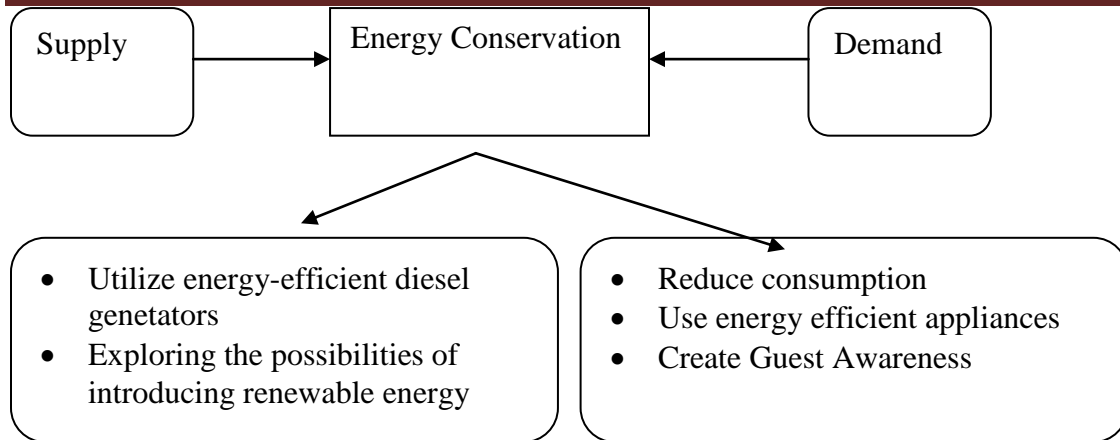 Supply
Energy Conservation
Demand
• Utilize energy-efficient diesel
genetators
• Exploring the possibilities of
introducing renewable energy
• Reduce consumption
• Use energy efficient appliances
• Create Guest Awareness